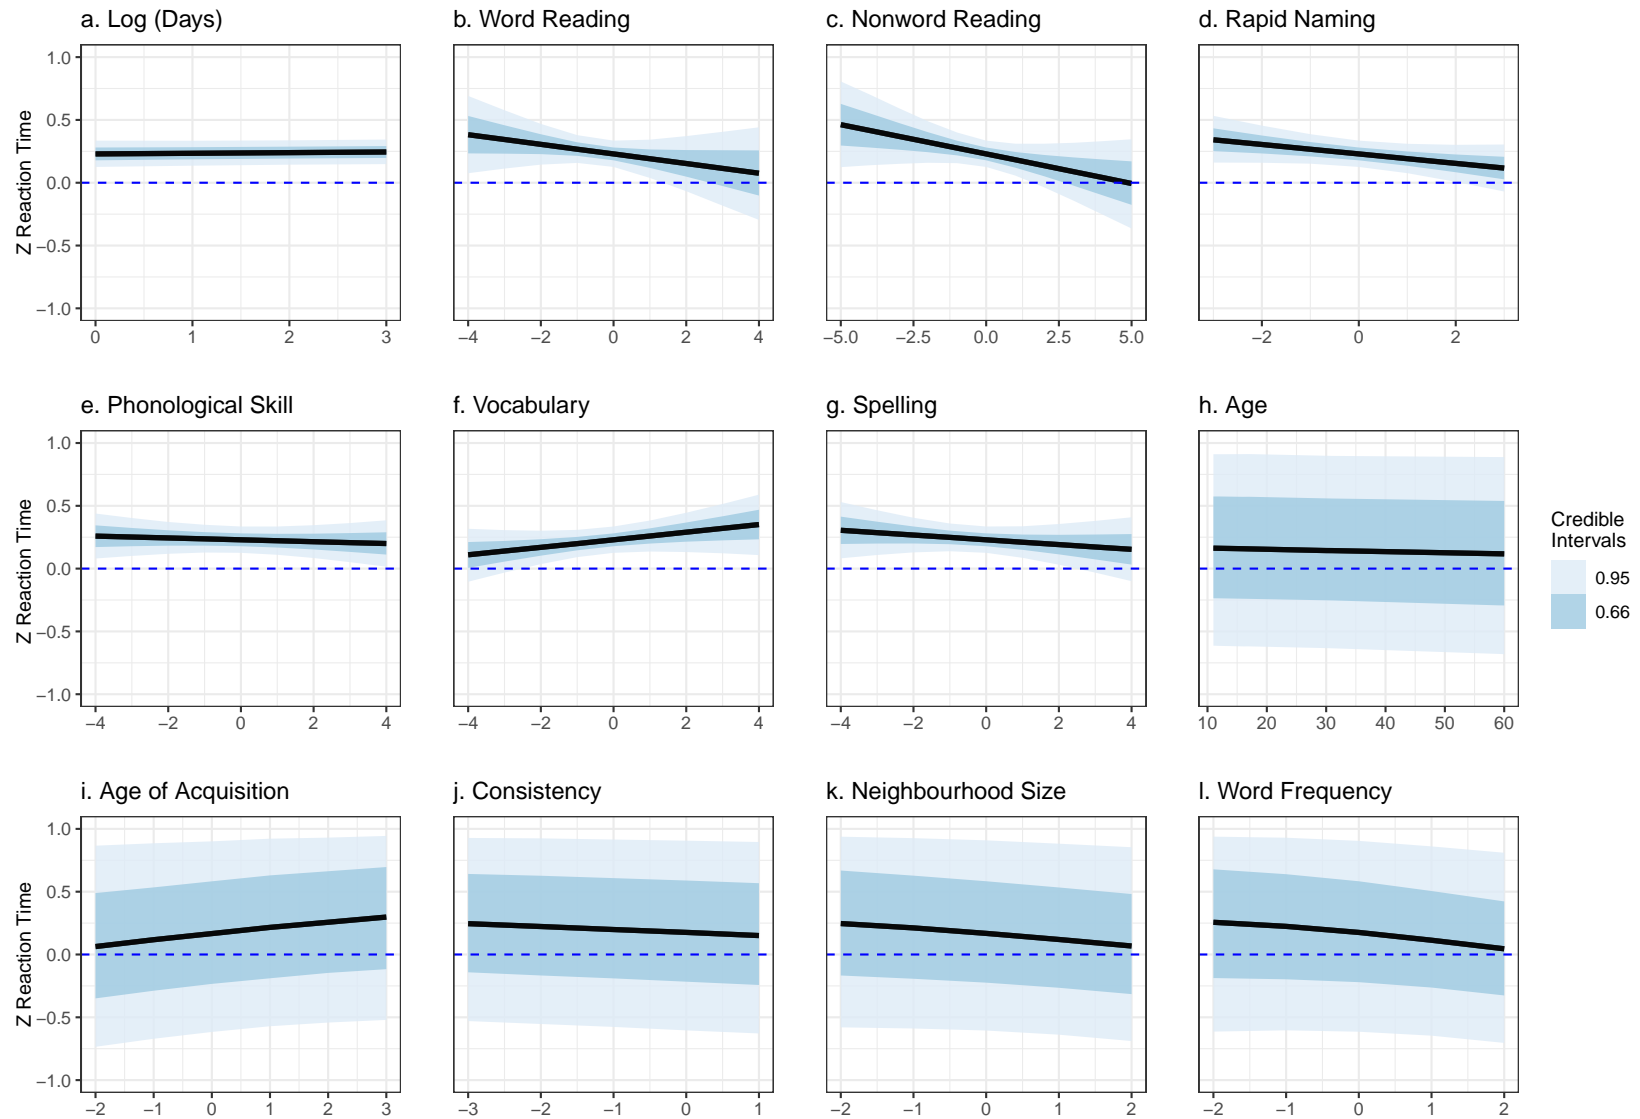 a. Log (Days)
b. Word Reading
c. Nonword Reading
d. Rapid Naming
Z Reaction Time
1.0
0.5
0.0
−0.5
−1.0
0 1 2 3
−4 −2 0 2 4
−5.0 −2.5 0.0 2.5 5.0
−2 0 2
e. Phonological Skill
f. Vocabulary
g. Spelling
h. Age
Z Reaction Time
1.0
0.5
0.0
−0.5
−1.0
−4 −2 0 2 4
−4 −2 0 2 4
−4 −2 0 2 4
10 20 30 40 50 60
Credible
Intervals
0.95
0.66
i. Age of Acquisition
j. Consistency
k. Neighbourhood Size
l. Word Frequency
Z Reaction Time
1.0
0.5
0.0
−0.5
−1.0
−2 −1 0 1 2 3
−3 −2 −1 0 1
−2 −1 0 1 2
−2 −1 0 1 2